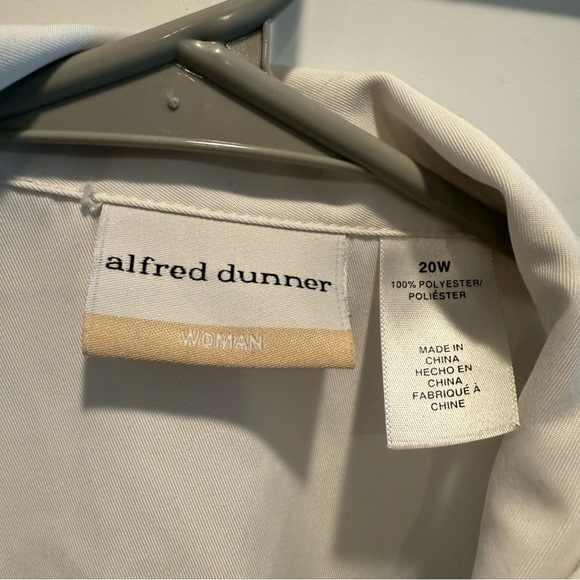 alfred dunner
WOMAN
20W
100% POLYESTER/
POLIÉSTER
MADE IN
CHINA
HECHO EN
CHINA
FABRIQUÉ À
CHINE